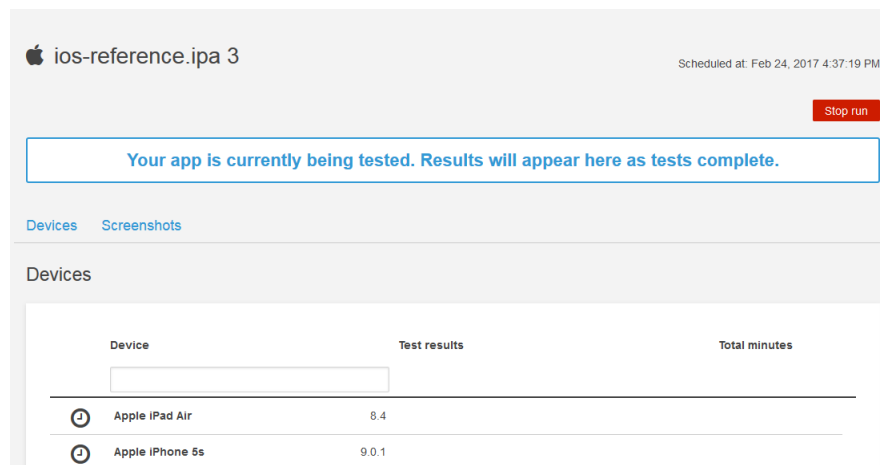 ios-reference.ipa 3
Scheduled at: Feb 24, 2017 4:37:19 PM
Stop run
Your app is currently being tested. Results will appear here as tests complete.
Devices Screenshots
Devices
Device Test results Total minutes
Apple iPad Air 8.4
Apple iPhone 5s 9.0.1